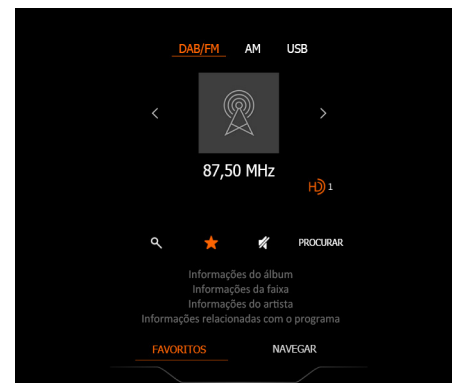 DAB/FM AM USB
87,50 MHz
HD 1
PROCURAR
Informações do álbum
Informações da faixa
Informações do artista
Informações relacionadas com o programa
FAVORITOS NAVEGAR